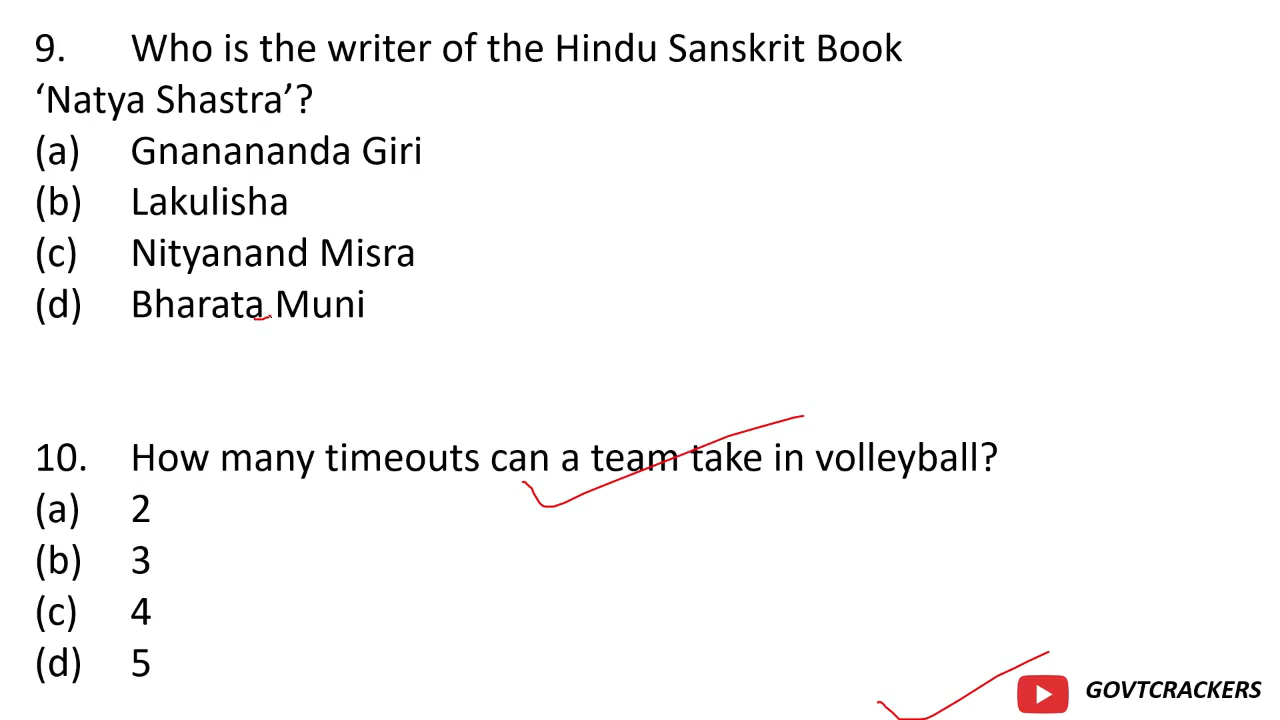 9. Who is the writer of the Hindu Sanskrit Book
‘Natya Shastra’?
(a) Gnanananda Giri
(b) Lakulisha
(c) Nityanand Misra
(d) Bharata Muni
10. How many timeouts can a team take in volleyball?
(a) 2
(b) 3
(c) 4
(d) 5
GOVTCRACKERS